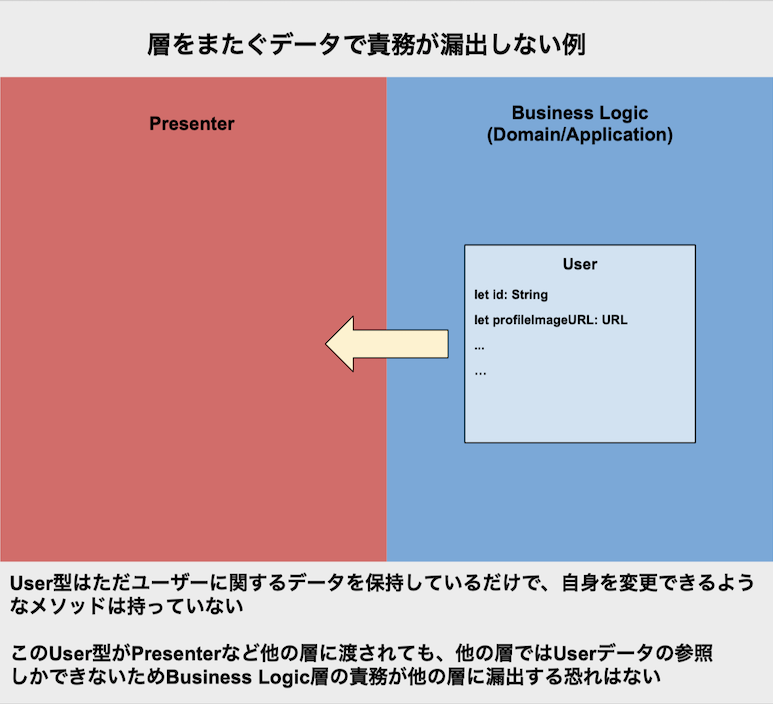 層をまたぐデータで責務が漏出しない例
Presenter
Business Logic
(Domain/Application)
User
let id: String
let profileImageURL: URL
...
…
User型はただユーザーに関するデータを保持しているだけで、自身を変更できるよう
なメソッドは持っていない
このUser型がPresenterなど他の層に渡されても、他の層ではUserデータの参照
しかできないためBusiness Logic層の責務が他の層に漏出する恐れはない